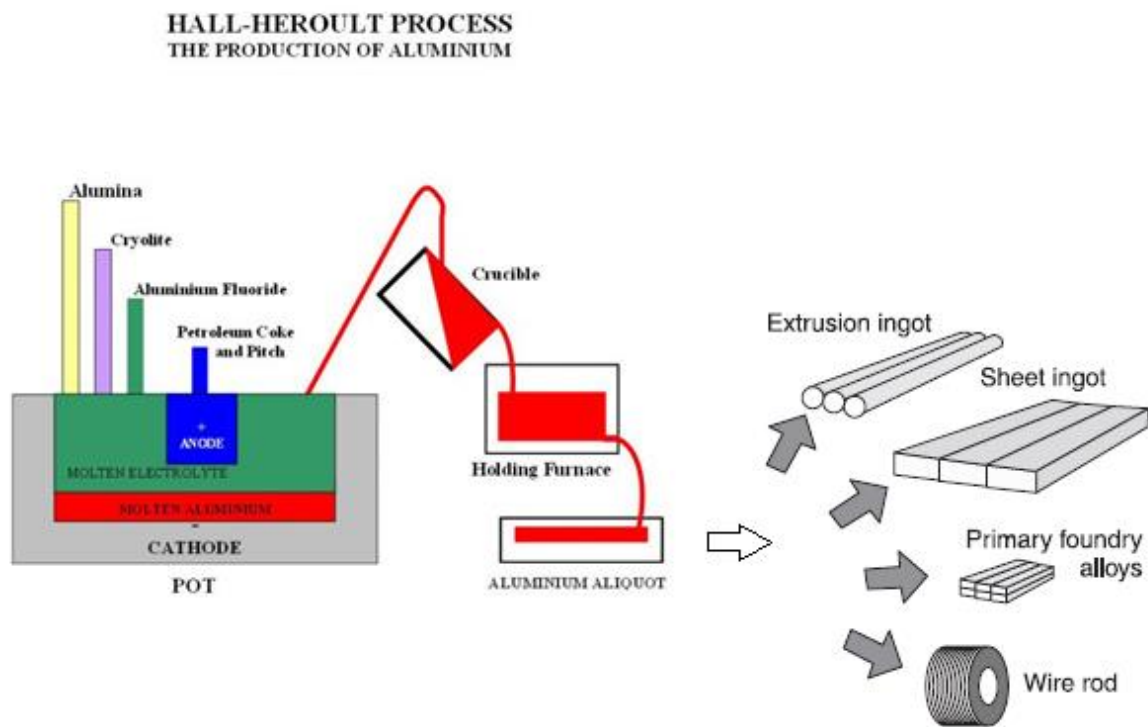 HALL-HEROULT PROCESS
THE PRODUCTION OF ALUMINIUM
Alumina
Cryolite
Aluminium Fluoride
Petroleum Coke
and Pitch
+
ANODE
MOLTEN ELECTROLYTE
MOLTEN ALUMINIUM
-
CATHODE
POT
Crucible
Holding Furnace
ALUMINIUM ALIQUOT
Extrusion ingot
Sheet ingot
Primary foundry
alloys
Wire rod